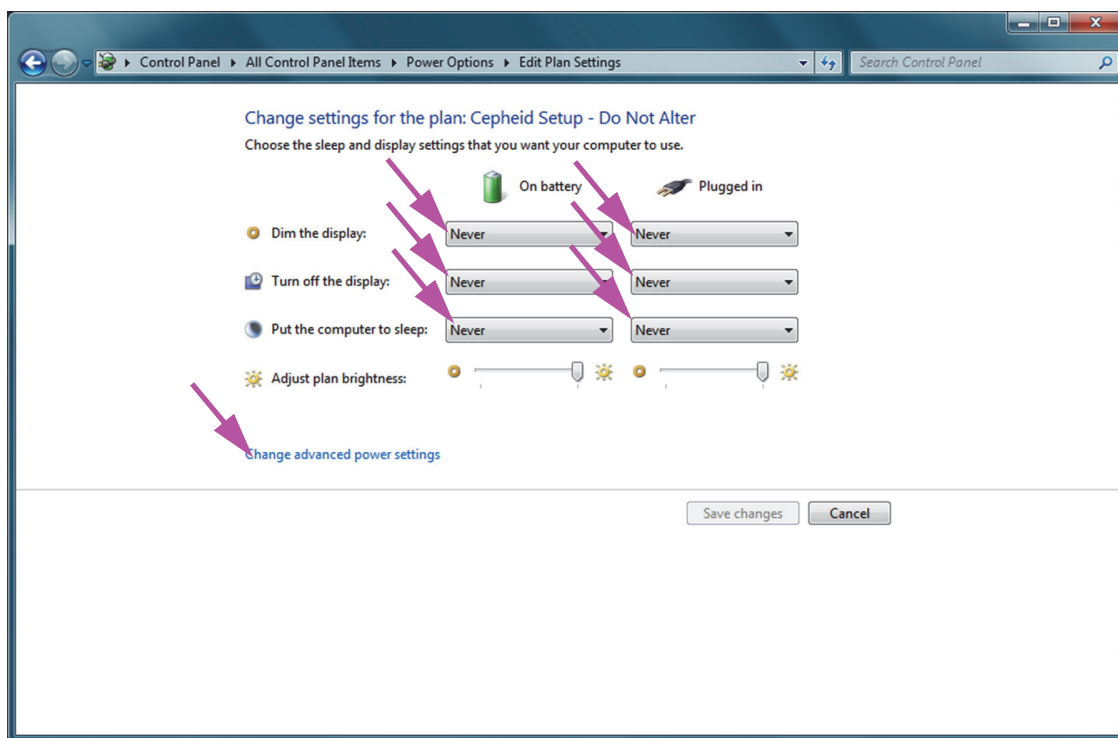 Control Panel All Control Panel Items Power Options Edit Plan Settings Search Control Panel
Change settings for the plan: Cepheid Setup - Do Not Alter
Choose the sleep and display settings that you want your computer to use.
On battery Plugged in
Dim the display: Never Never
Turn off the display: Never Never
Put the computer to sleep: Never Never
Adjust plan brightness:
Change advanced power settings
Save changes Cancel